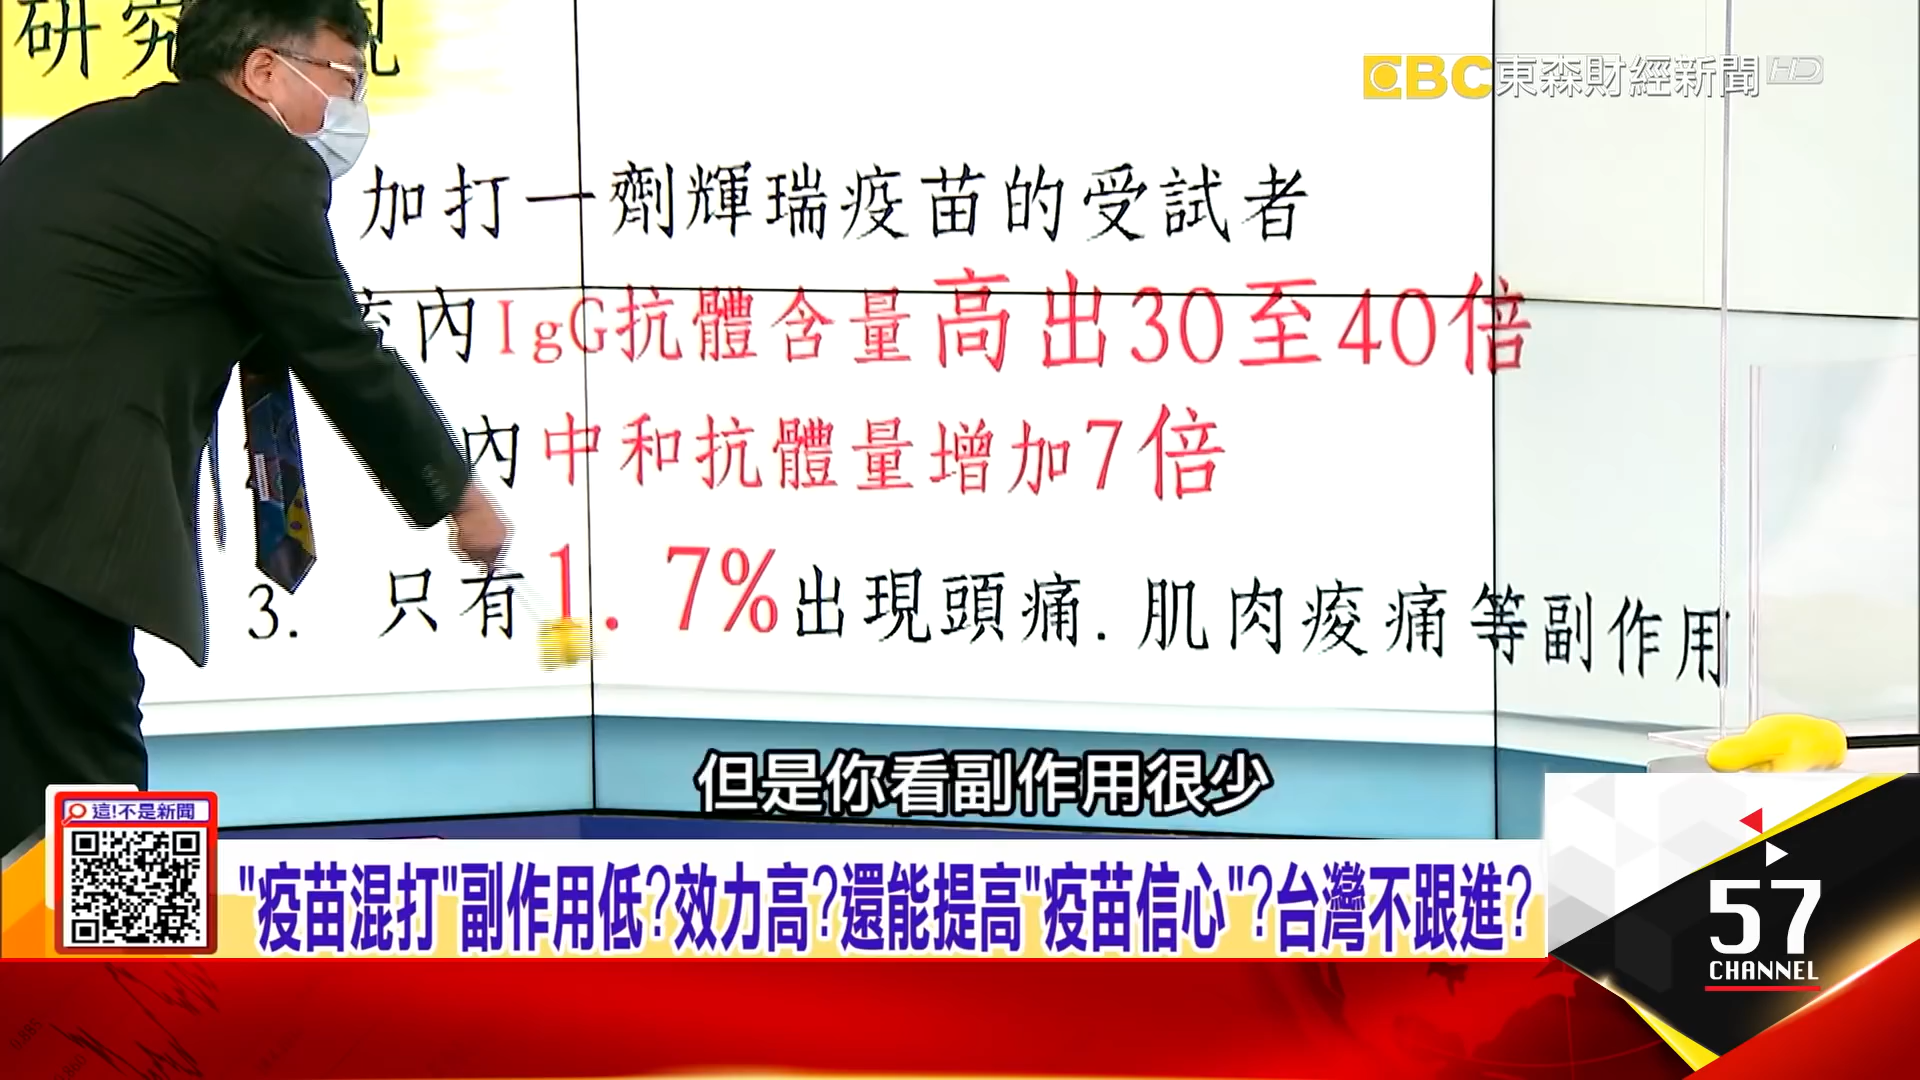 研究
EBC東森財經新聞HD
加打一劑輝瑞疫苗的受試者
內IgG抗體含量高出30至40倍
內中和抗體量增加7倍
3. 只有1.7%出現頭痛.肌肉痠痛等副作用
但是你看副作用很少
這!不是新聞
"疫苗混打"副作用低?效力高?還能提高"疫苗信心"?台灣不跟進?
57
CHANNEL